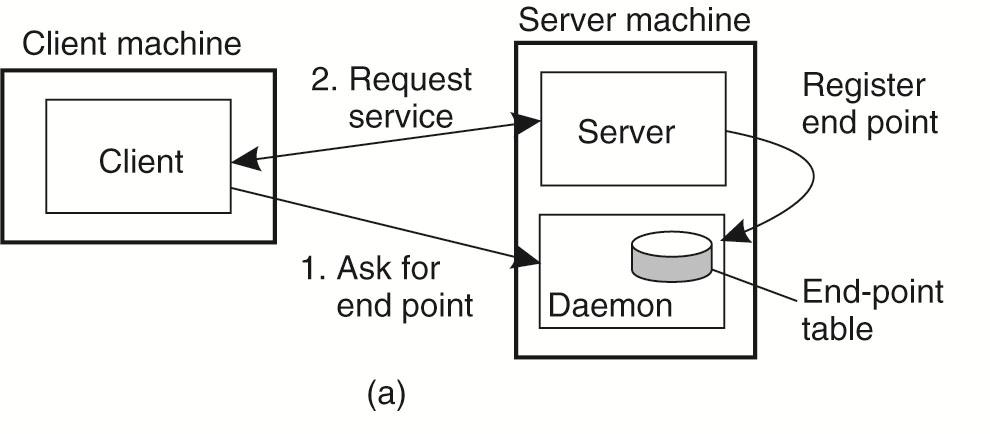 Server machine
Client machine
2. Request
service
Register
end point
Client
Server
1. Ask for
end point
Daemon
End-point
table
(a)